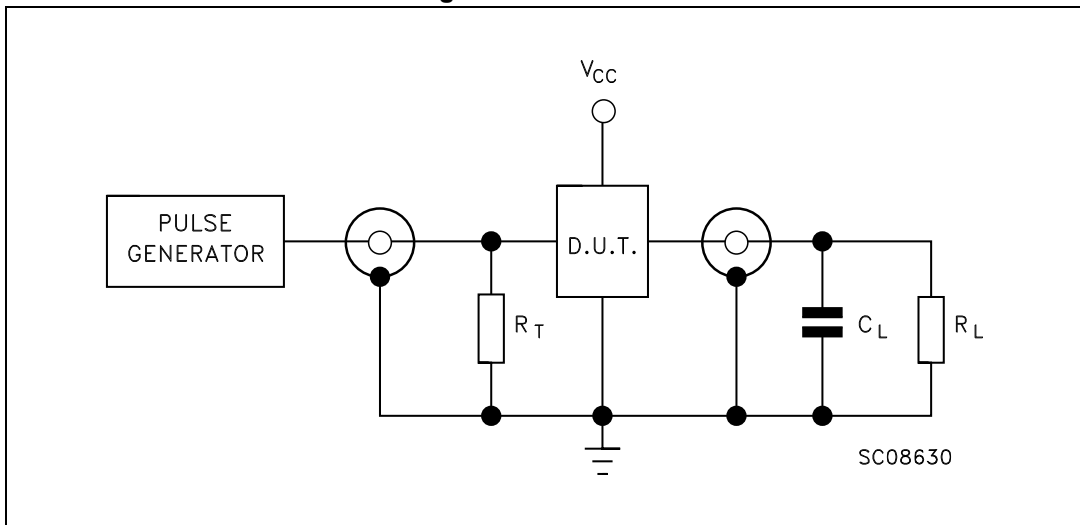 VCC
PULSE
GENERATOR
D.U.T.
RT
CL
RL
SC08630